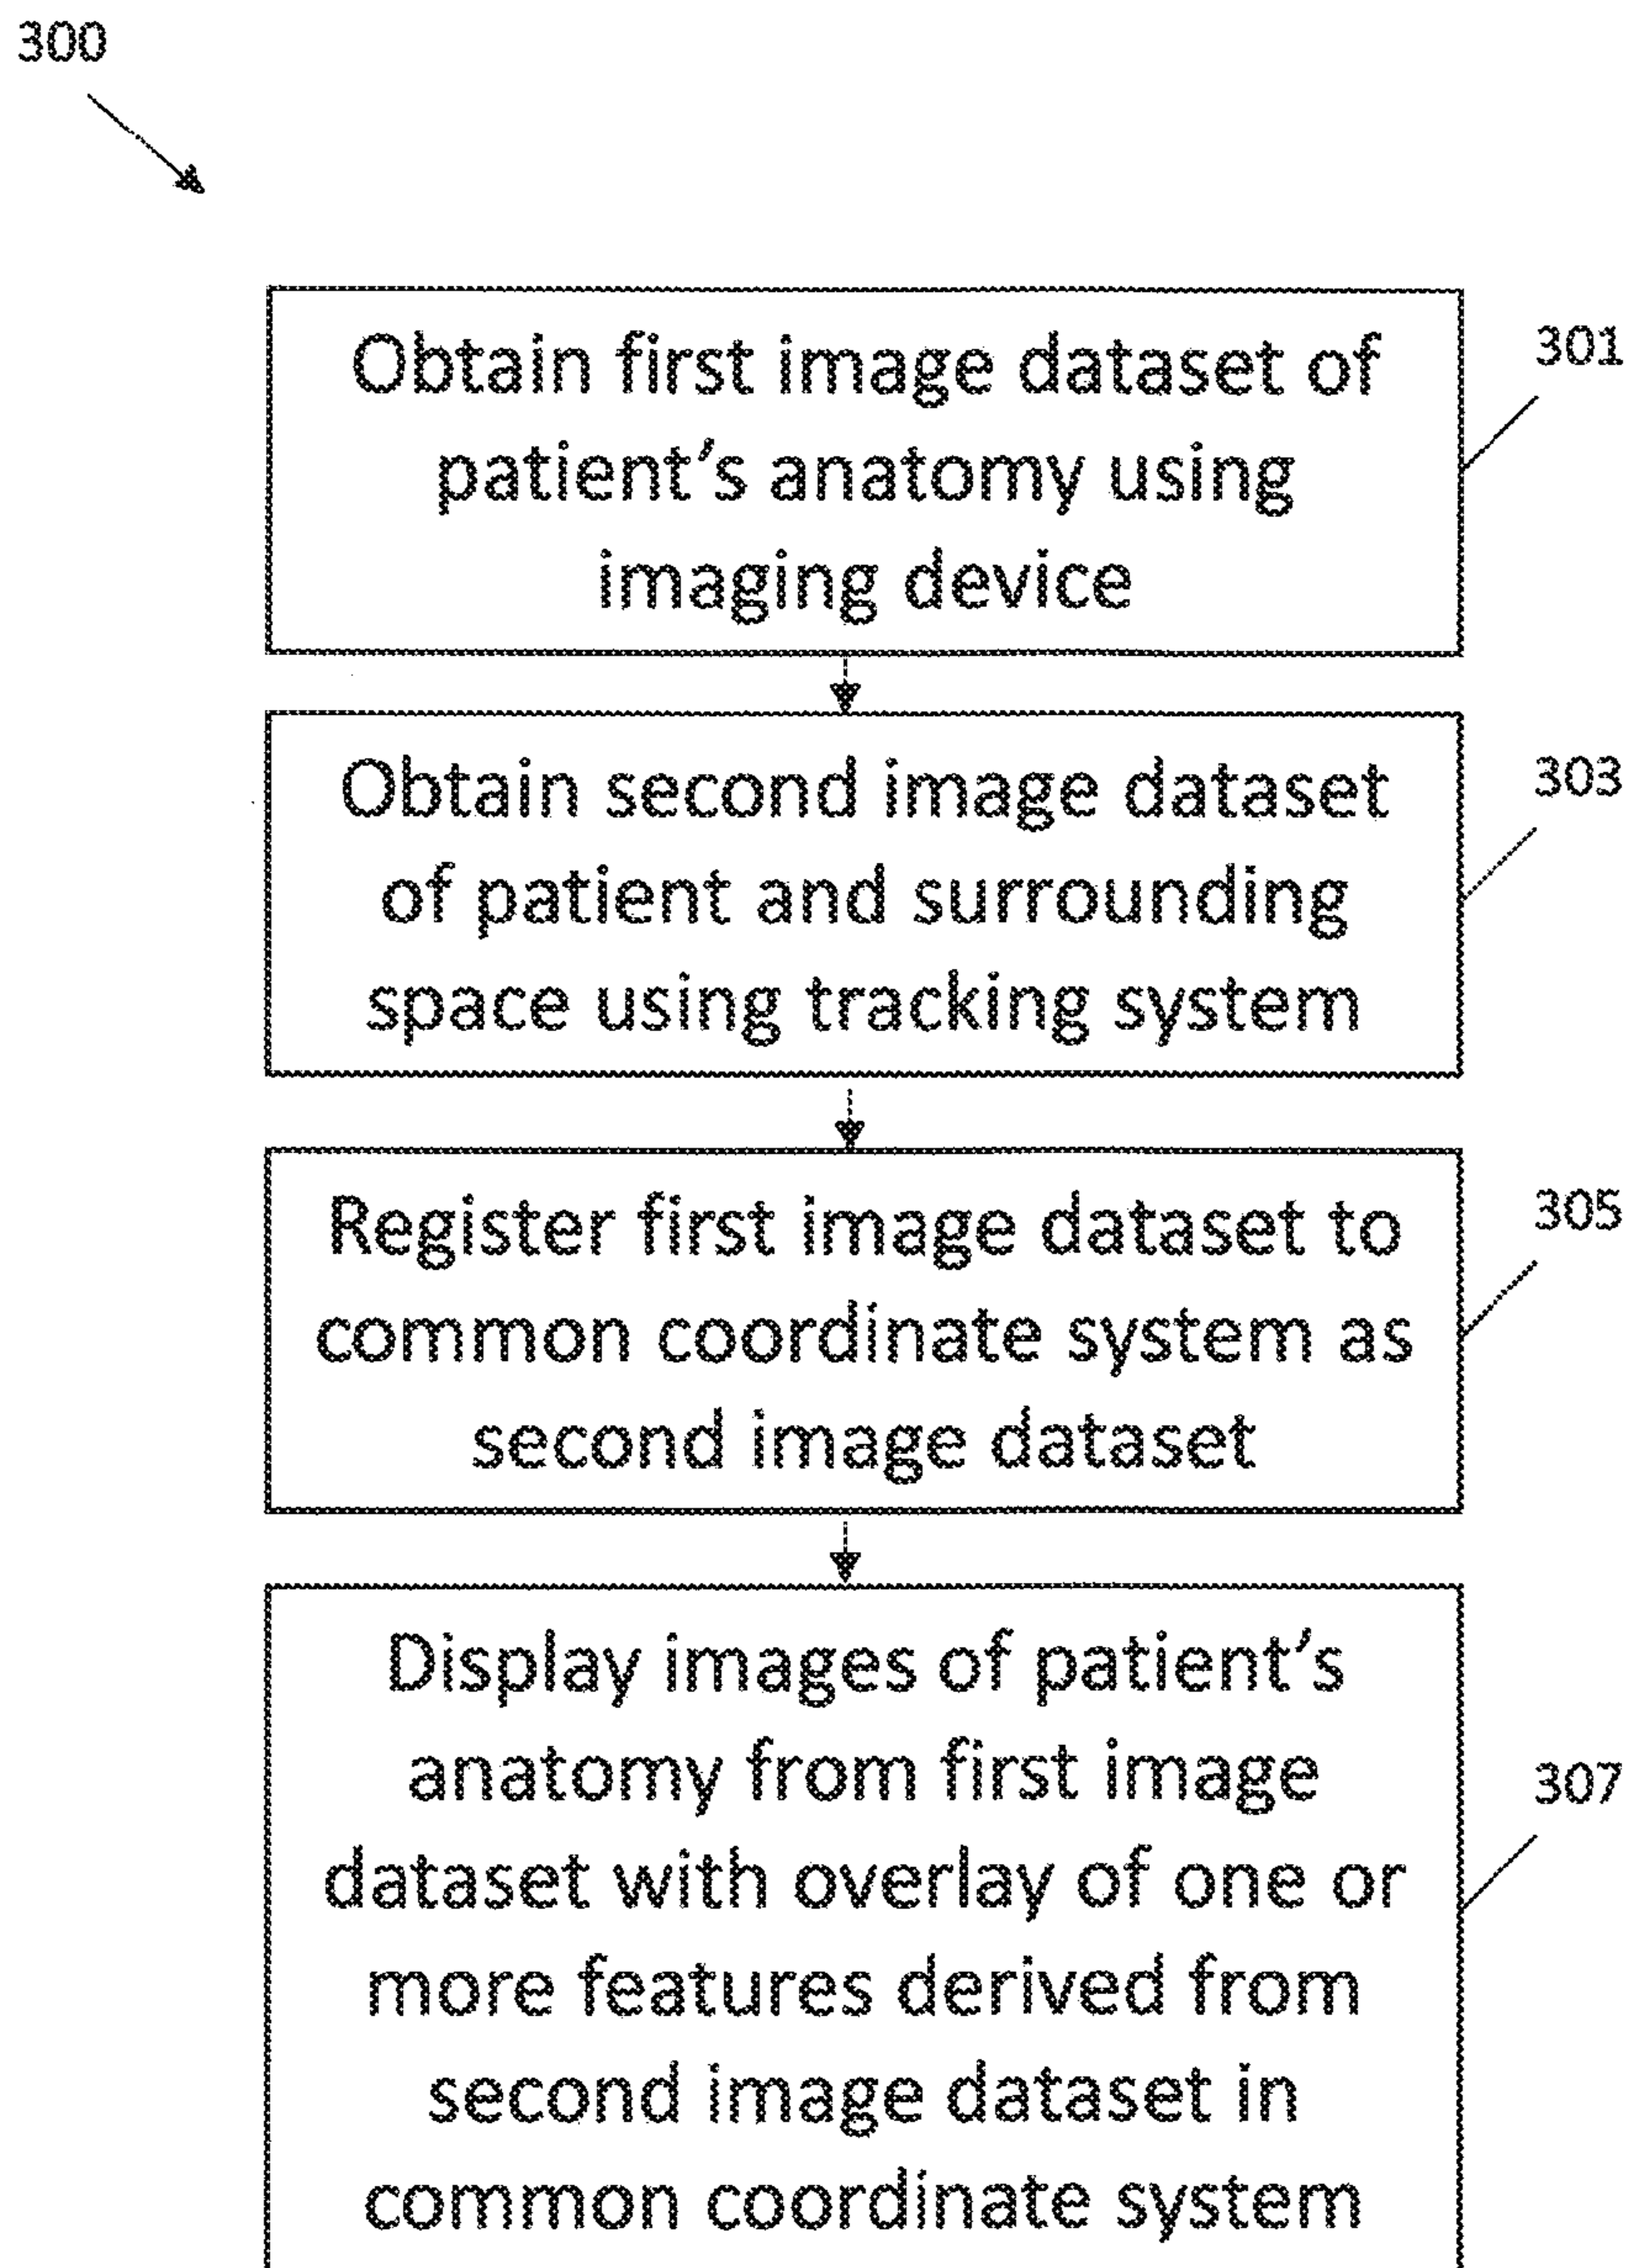 300
Obtain first image dataset of
patient's anatomy using
imaging device
301
Obtain second image dataset
of patient and surrounding
space using tracking system
303
Register first image dataset to
common coordinate system as
second image dataset
305
Display images of patient's
anatomy from first image
dataset with overlay of one or
more features derived from
second image dataset in
common coordinate system
307